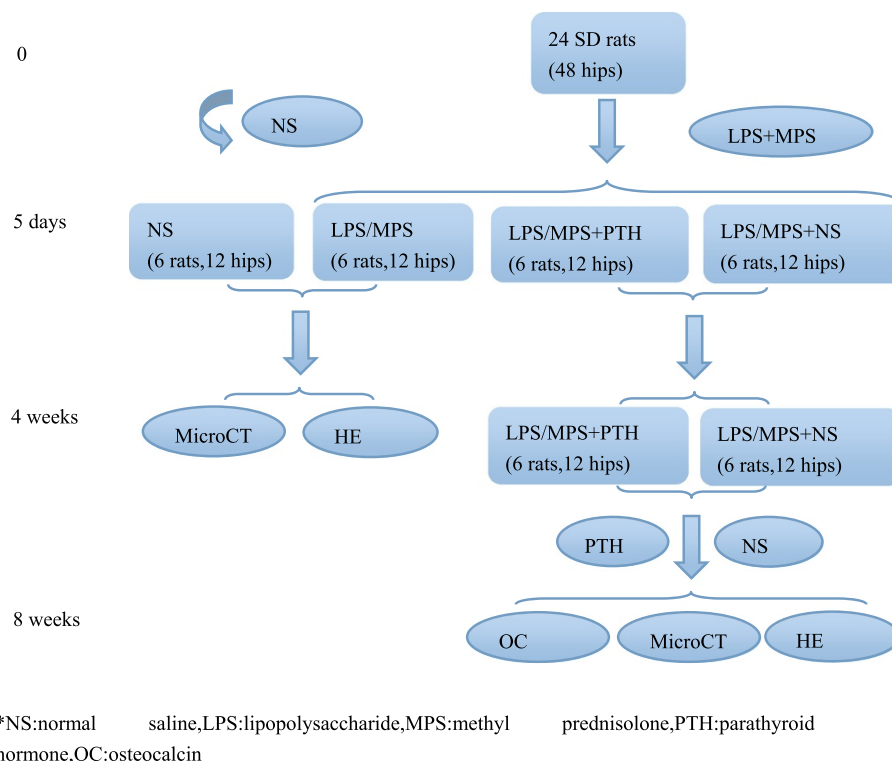 0
24 SD rats
(48 hips)
NS
LPS+MPS
5 days
NS
(6 rats,12 hips)
LPS/MPS
(6 rats,12 hips)
LPS/MPS+PTH
(6 rats,12 hips)
LPS/MPS+NS
(6 rats,12 hips)
4 weeks
MicroCT
HE
LPS/MPS+PTH
(6 rats,12 hips)
LPS/MPS+NS
(6 rats,12 hips)
PTH
NS
8 weeks
OC
MicroCT
HE
*NS:normal saline,LPS:lipopolysaccharide,MPS:methyl prednisolone,PTH:parathyroid
hormone,OC:osteocalcin